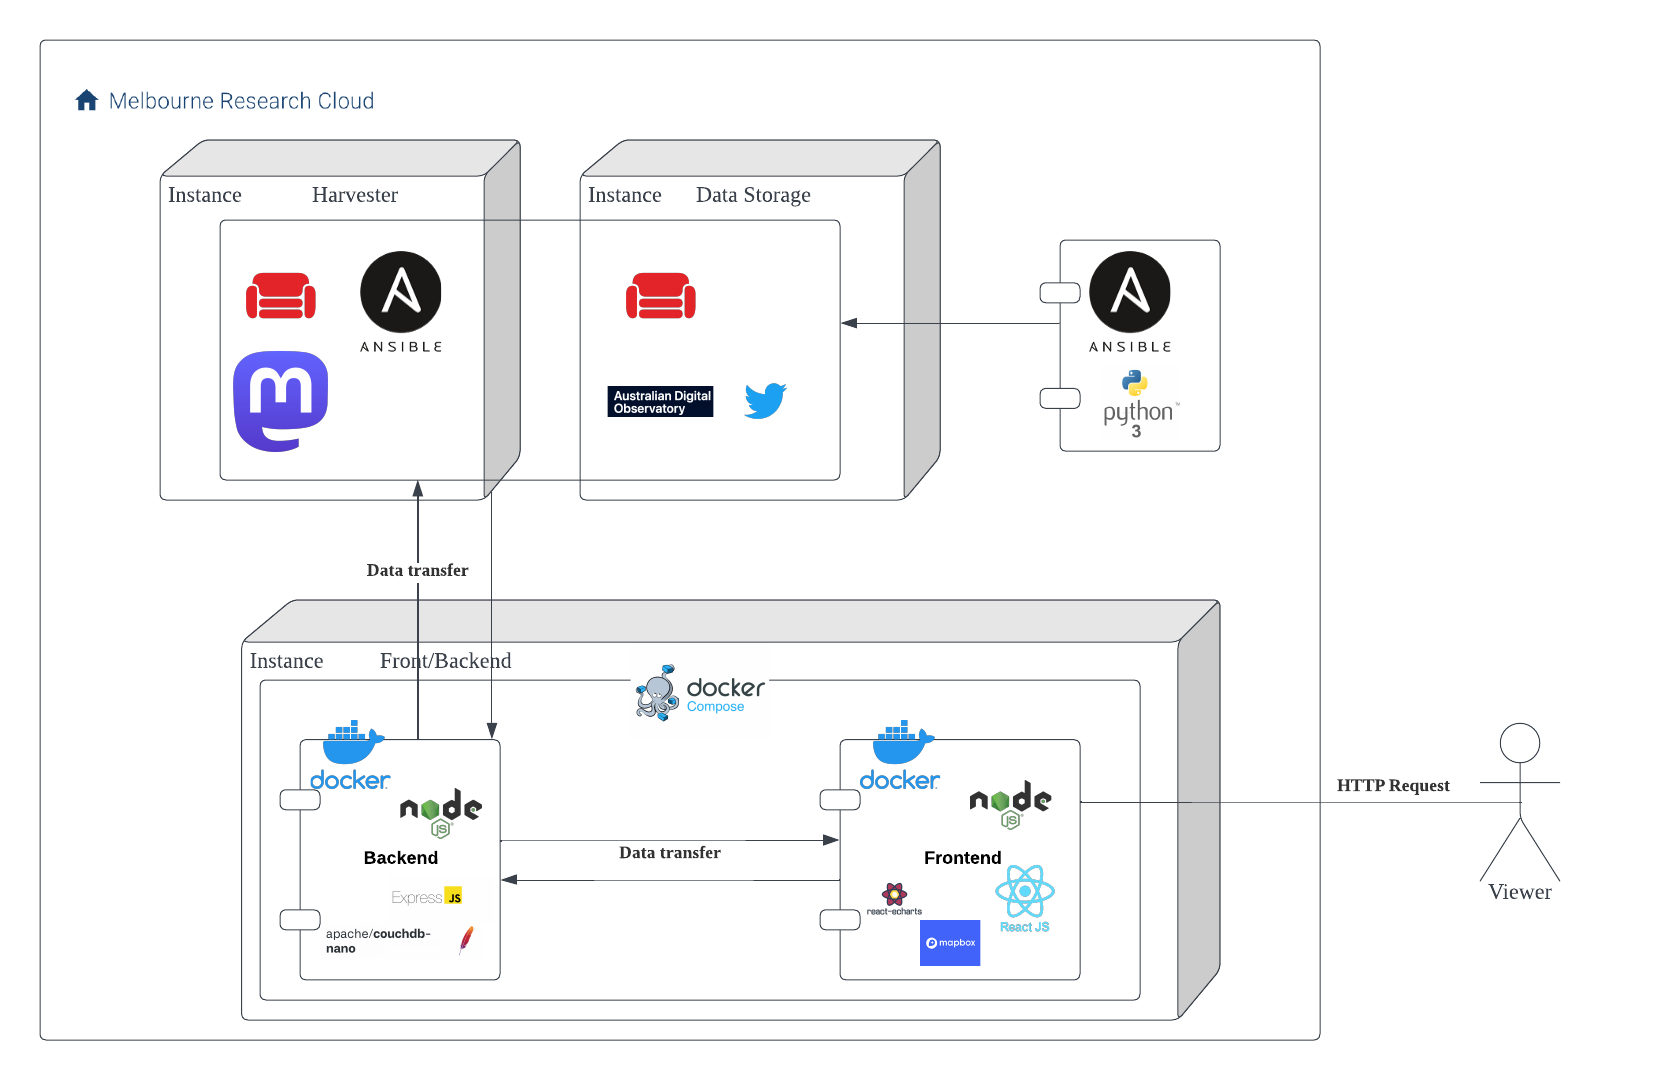 Melbourne Research Cloud
Instance Harvester
Instance Data Storage
ANSIBLE
m
Australian Digital
Observatory
ANSIBLE
python™
3
Data transfer
Instance Front/Backend
docker
Compose
docker
node
JS
Backend
Express JS
apache/couchdb-
nano
Data transfer
docker
node
JS
Frontend
react-echarts
React JS
mapbox
HTTP Request
Viewer